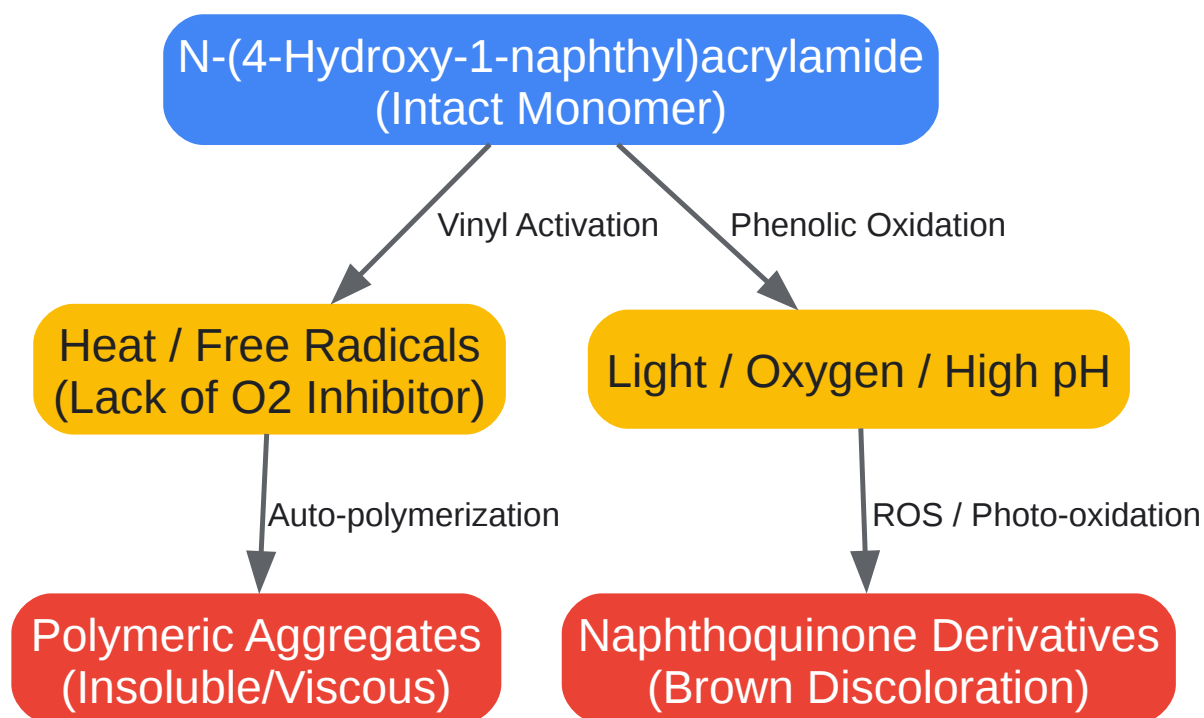 N-(4-Hydroxy-1-naphthyl)acrylamide
(Intact Monomer)
Vinyl Activation
Phenolic Oxidation
Heat / Free Radicals
(Lack of O2 Inhibitor)
Light / Oxygen / High pH
Auto-polymerization
ROS / Photo-oxidation
Polymeric Aggregates
(Insoluble/Viscous)
Naphthoquinone Derivatives
(Brown Discoloration)